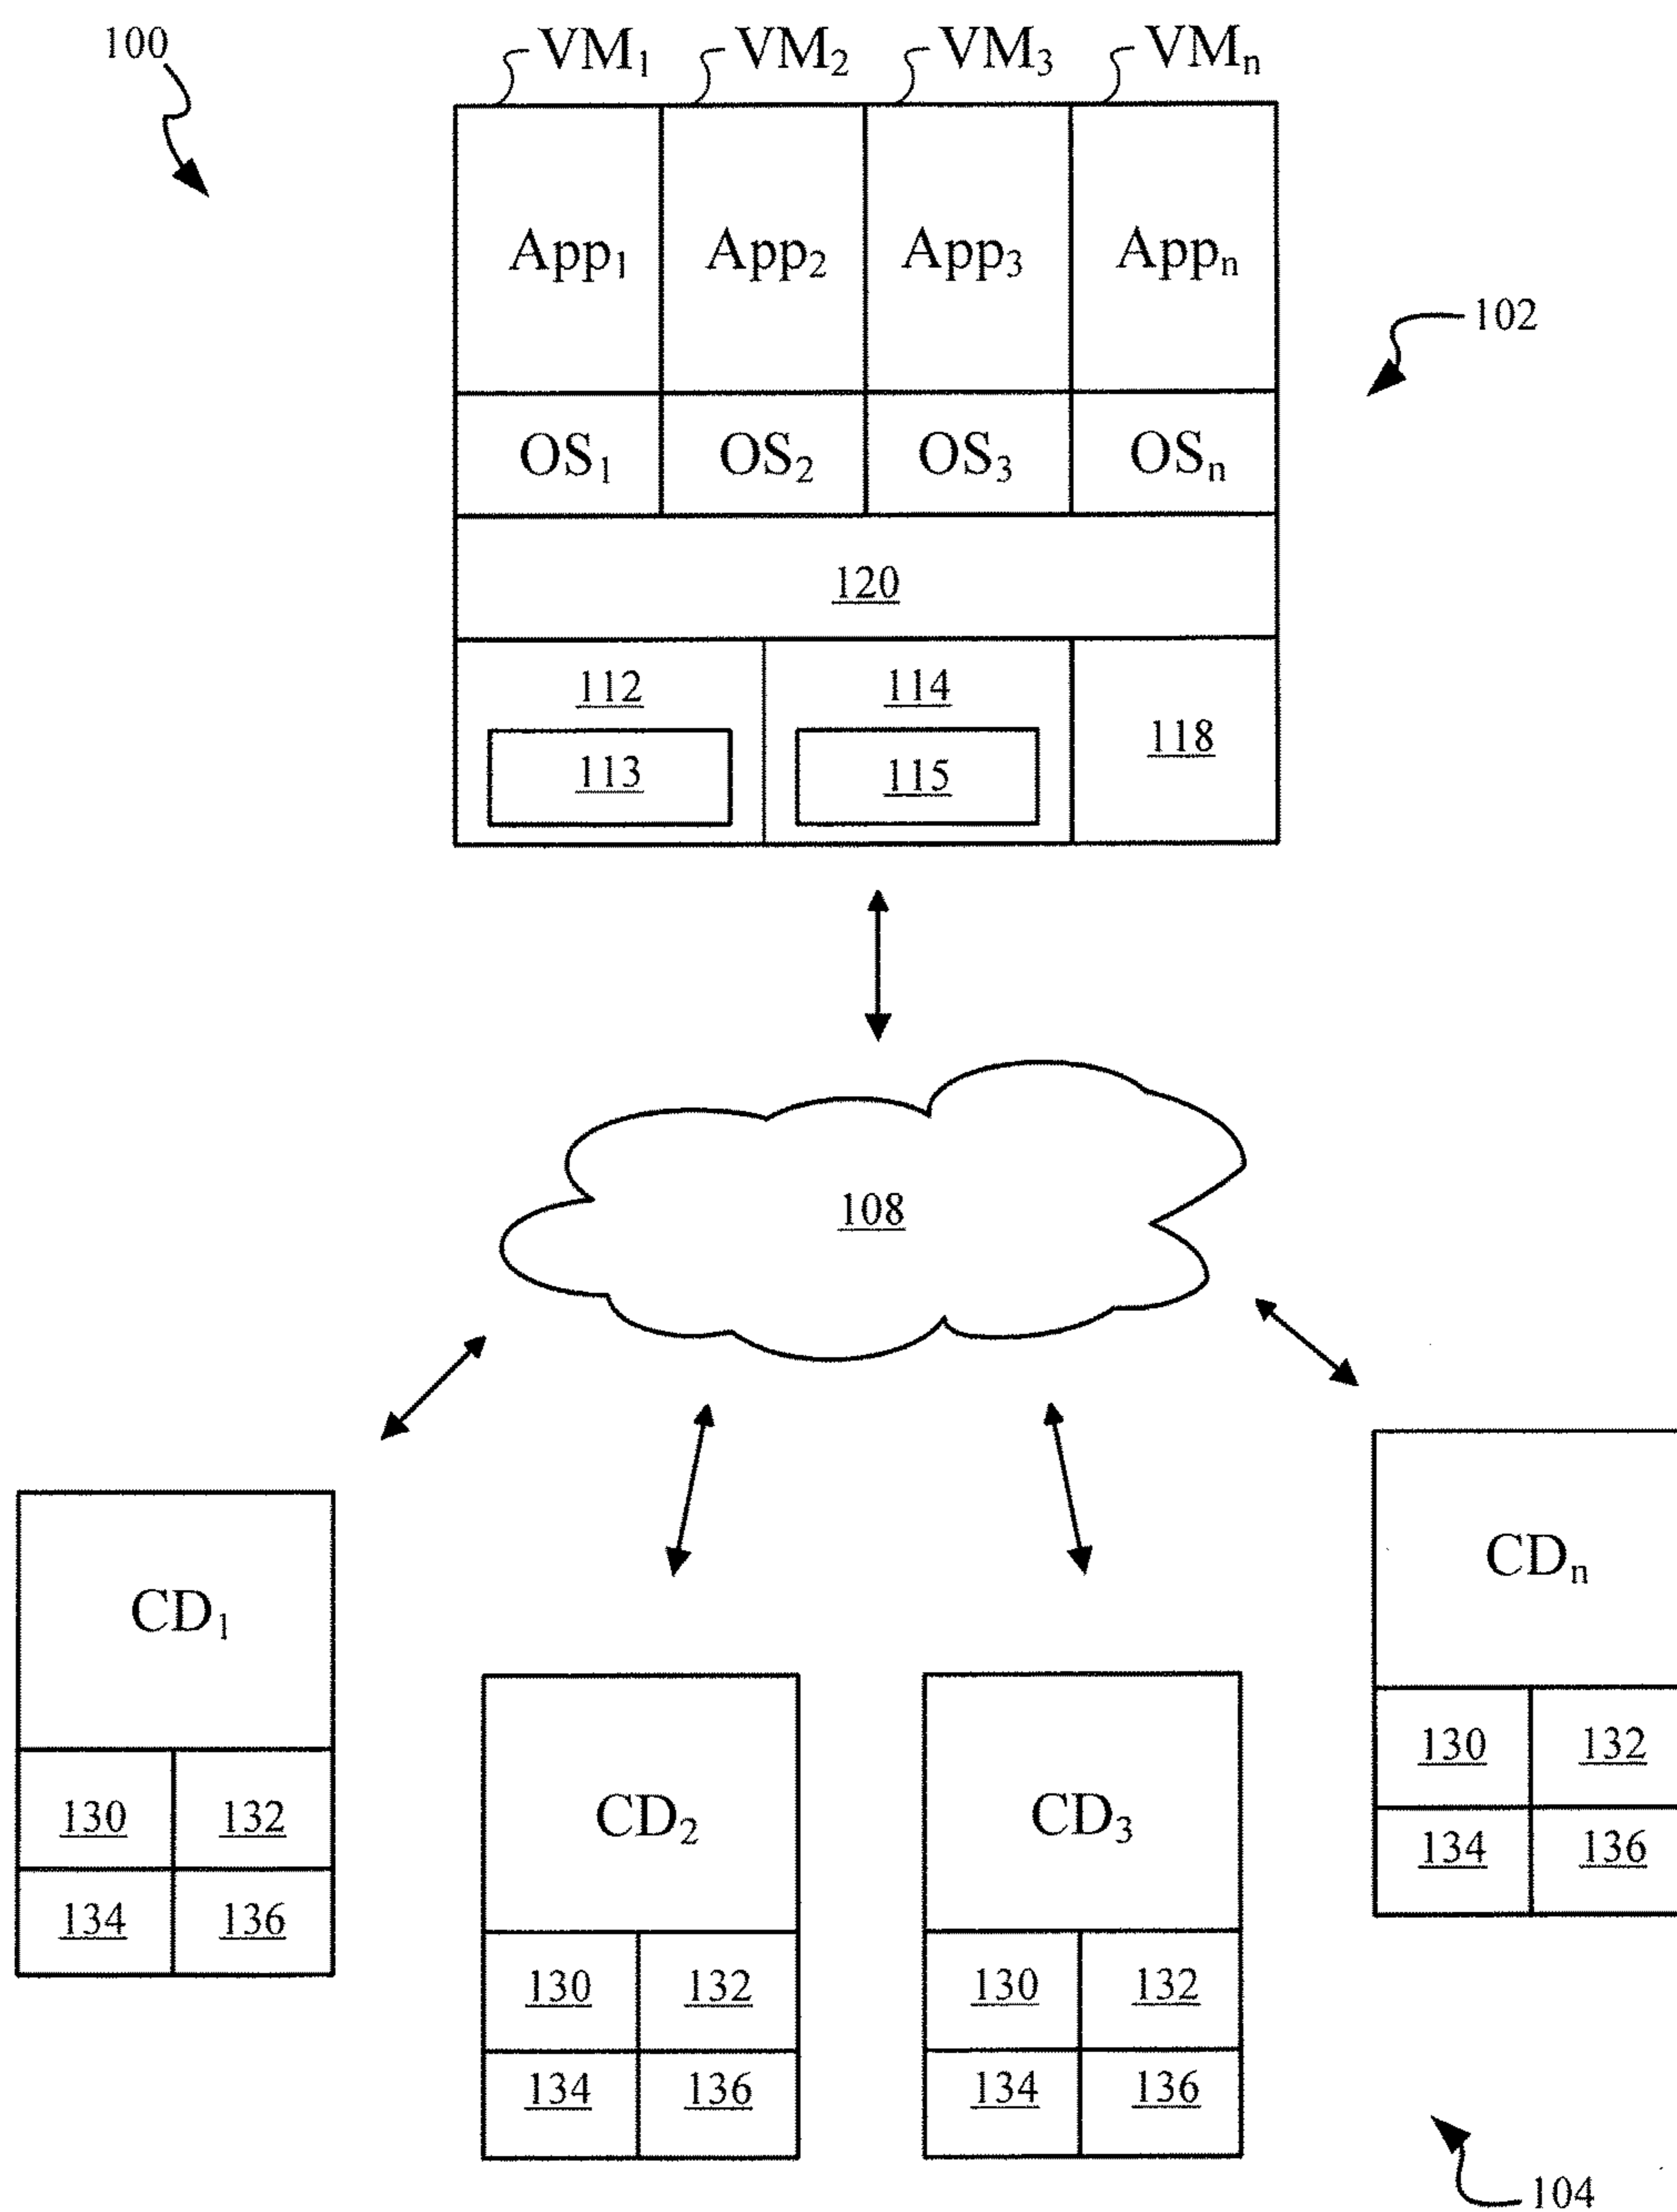 100
VM₁ VM₂ VM₃ VMₙ
App₁ App₂ App₃ Appₙ
102
OS₁ OS₂ OS₃ OSₙ
120
112 114
118
113 115
108
CDₙ
CD₁
130 132
CD₂ CD₃
130 132
134 136
134 136
130 132 130 132
134 136 134 136
104